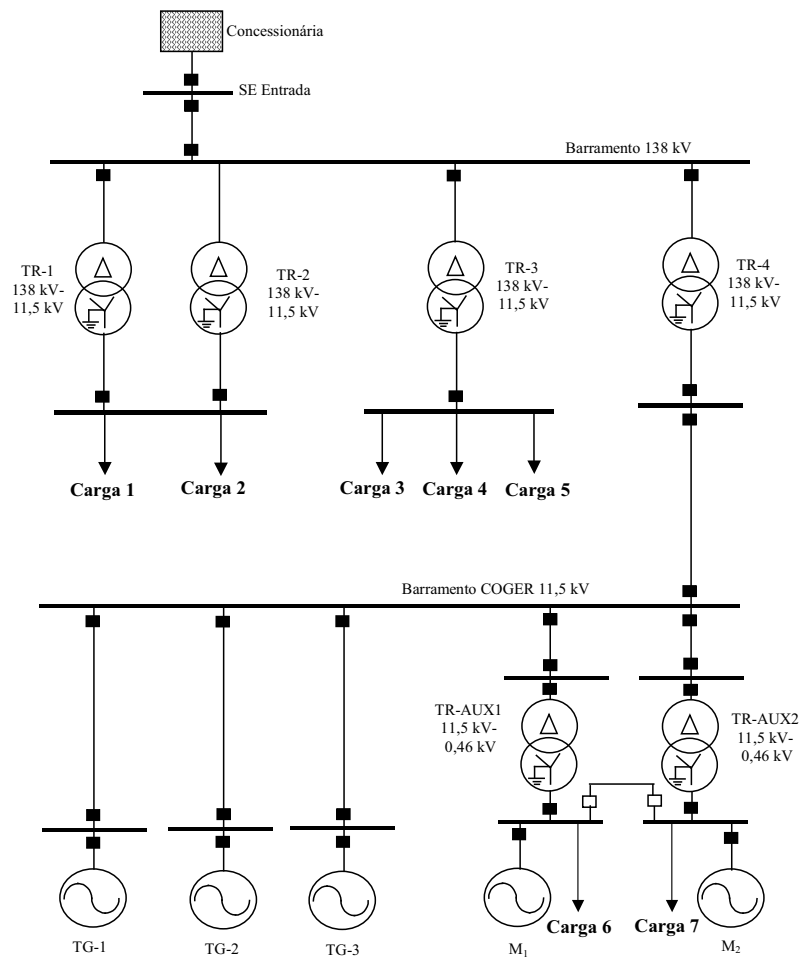 Concessionária
SE Entrada
Barramento 138 kV
TR-1
138 kV-
11,5 kV
TR-2
138 kV-
11,5 kV
TR-3
138 kV-
11,5 kV
TR-4
138 kV-
11,5 kV
Carga 1
Carga 2
Carga 3
Carga 4
Carga 5
Barramento COGER 11,5 kV
TR-AUX1
11,5 kV-
0,46 kV
TR-AUX2
11,5 kV-
0,46 kV
Carga 6
Carga 7
TG-1
TG-2
TG-3
M1
M2